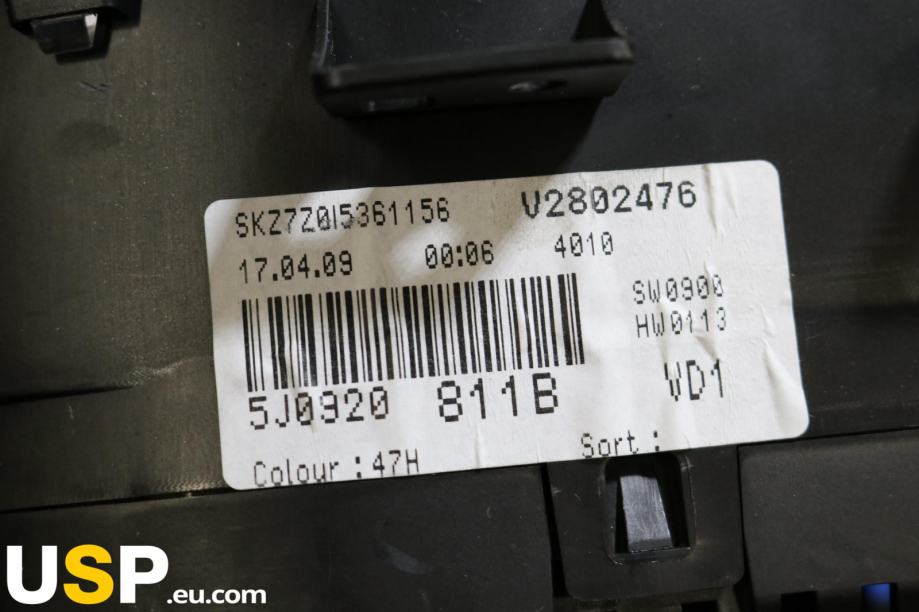 SKZ7Z0I5361156 V2802476
17.04.09 00:06 4010
SW0900
HW0113
5J0920 811B VD1
Colour : 47H Sort :
USP.eu.com